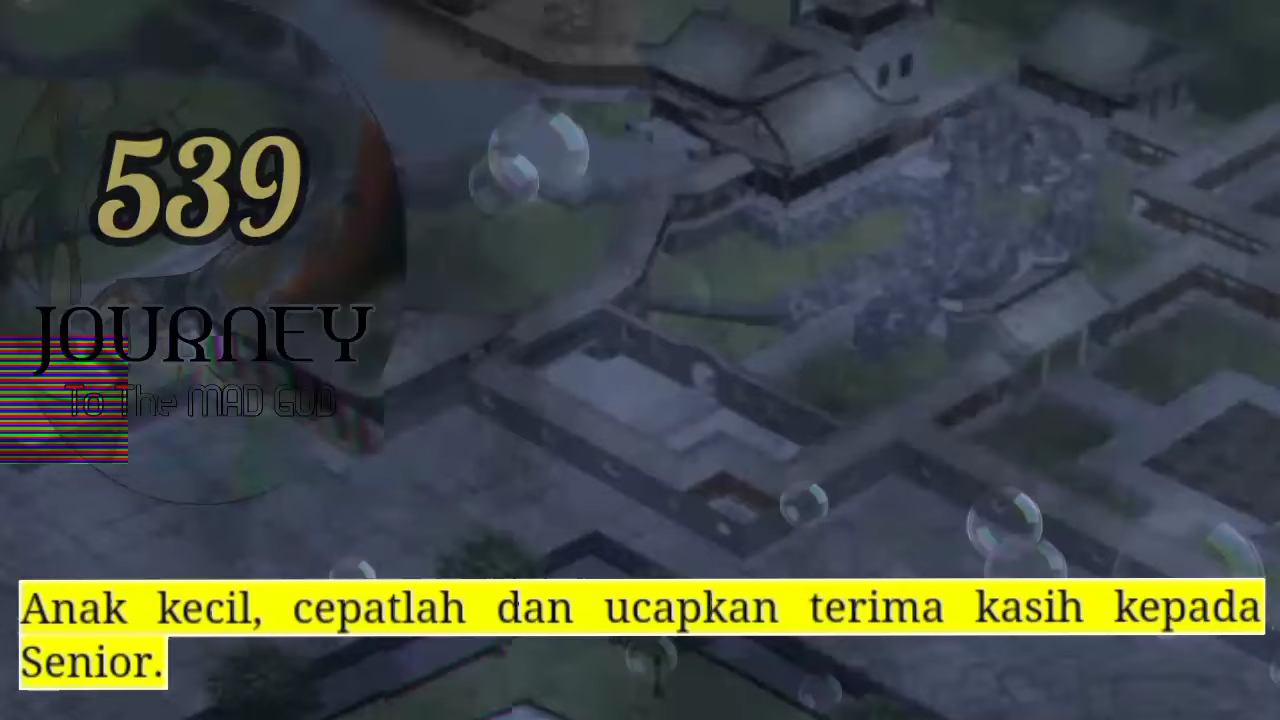 539
JOURNEY
To The MAD GOD
Anak kecil, cepatlah dan ucapkan terima kasih kepada
Senior.